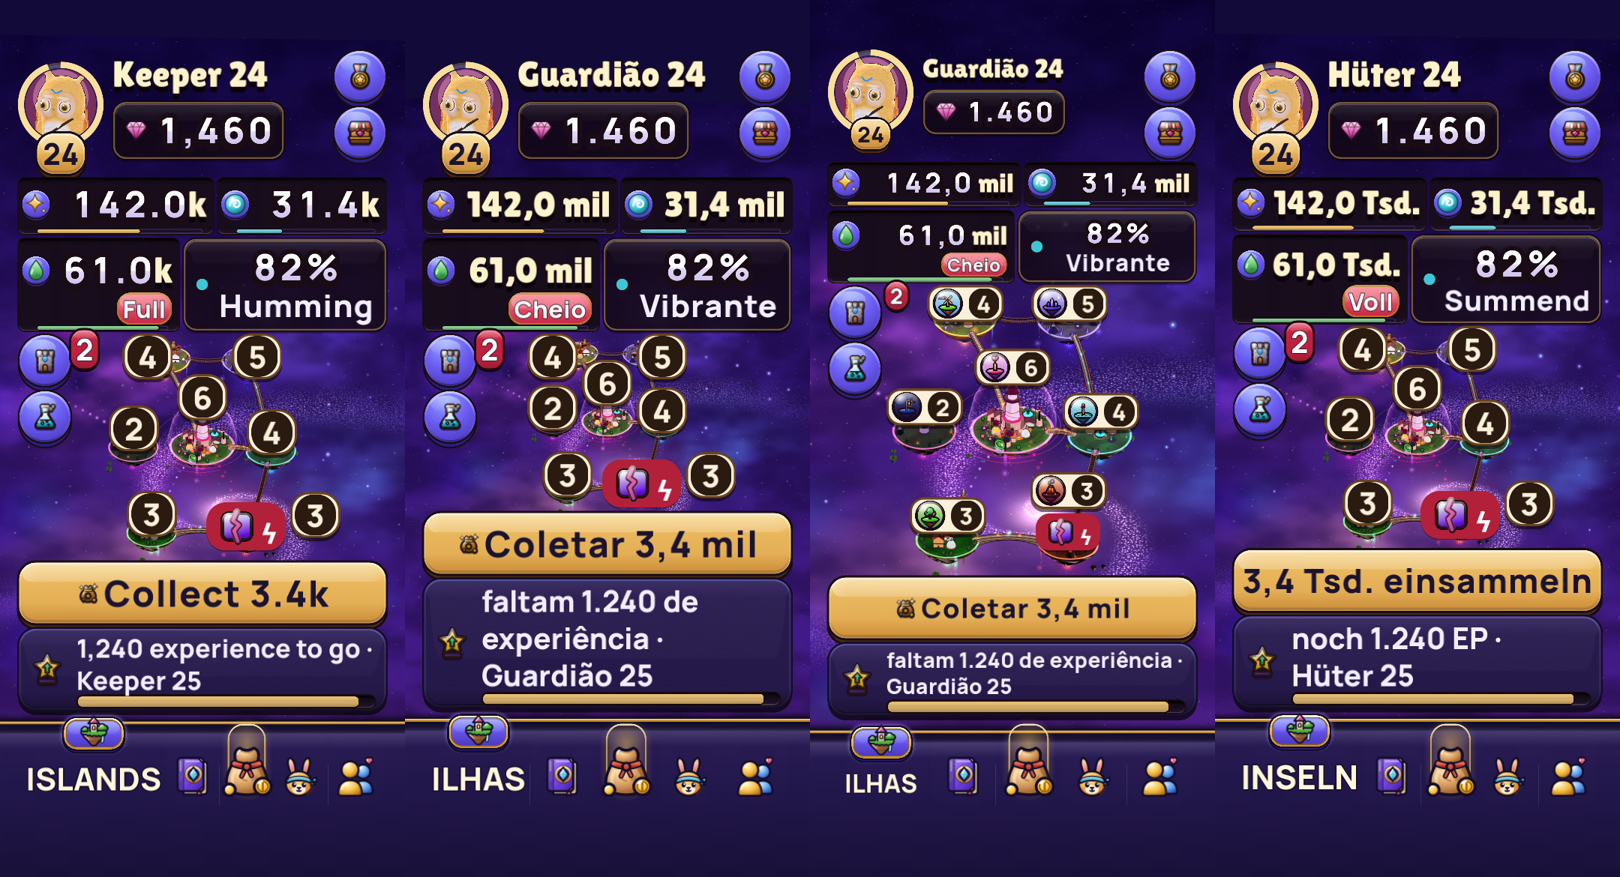 Keeper 24
1,460
24
142.0k
31.4k
61.0k
Full
82%
Humming
2
4
5
6
2
4
3
3
Collect 3.4k
1,240 experience to go ·
Keeper 25
ISLANDS
Guardião 24
1.460
24
142,0 mil
31,4 mil
61,0 mil
Cheio
82%
Vibrante
2
4
5
6
2
4
3
3
Coletar 3,4 mil
faltam 1.240 de
experiência ·
Guardião 25
ILHAS
Guardião 24
1.460
24
142,0 mil
31,4 mil
61,0 mil
Cheio
82%
Vibrante
2
4
5
6
2
4
3
3
Coletar 3,4 mil
faltam 1.240 de experiência ·
Guardião 25
ILHAS
Hüter 24
1.460
24
142,0 Tsd.
31,4 Tsd.
61,0 Tsd.
Voll
82%
Summend
2
4
5
6
2
4
3
3
3,4 Tsd. einsammeln
noch 1.240 EP ·
Hüter 25
INSELN